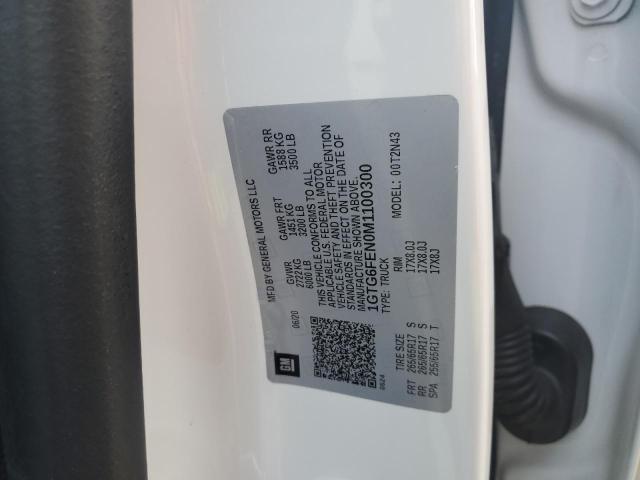 MFD BY GENERAL MOTORS LLC
06/20
GVWR
2722 KG
6000 LB
GAWR FRT
1451 KG
3200 LB
GAWR RR
1588 KG
3500 LB
THIS VEHICLE CONFORMS TO ALL
APPLICABLE U.S. FEDERAL MOTOR
VEHICLE SAFETY AND THEFT PREVENTION
STANDARDS IN EFFECT ON THE DATE OF
MANUFACTURE SHOWN ABOVE.
1GTG6FEN0M1100300
TYPE: TRUCK
MODEL: 00T2N43
GM
0624
TIRE SIZE
RIM
FRT 265/65R17 S 17X8.0J
RR 265/65R17 S 17X8.0J
SPA 255/65R17 T 17X8J